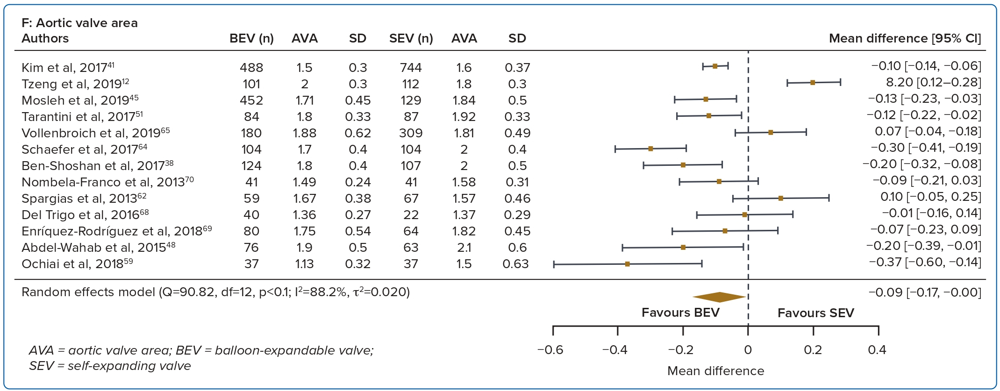 F: Aortic valve area
Authors BEV (n) AVA SD SEV (n) AVA SD Mean difference [95% CI]
Kim et al, 2017⁴¹ 488 1.5 0.3 744 1.6 0.37 −0.10 [−0.14, −0.06]
Tzeng et al, 2019¹² 101 2 0.3 112 1.8 0.3 8.20 [0.12–0.28]
Mosleh et al, 2019⁴⁵ 452 1.71 0.45 129 1.84 0.5 −0.13 [−0.23, −0.03]
Tarantini et al, 2017⁵¹ 84 1.8 0.33 87 1.92 0.33 −0.12 [−0.22, −0.02]
Vollenbroich et al, 2019⁶⁵ 180 1.88 0.62 309 1.81 0.49 0.07 [−0.04, −0.18]
Schaefer et al, 2017⁶⁴ 104 1.7 0.4 104 2 0.4 −0.30 [−0.41, −0.19]
Ben-Shoshan et al, 2017³⁸ 124 1.8 0.4 107 2 0.5 −0.20 [−0.32, −0.08]
Nombela-Franco et al, 2013⁷⁰ 41 1.49 0.24 41 1.58 0.31 −0.09 [−0.21, 0.03]
Spargias et al, 2013⁶² 59 1.67 0.38 67 1.57 0.46 0.10 [−0.05, 0.25]
Del Trigo et al, 2016⁶⁸ 40 1.36 0.27 22 1.37 0.29 −0.01 [−0.16, 0.14]
Enríquez-Rodríguez et al, 2018⁶⁹ 80 1.75 0.54 64 1.82 0.45 −0.07 [−0.23, 0.09]
Abdel-Wahab et al, 2015⁴⁸ 76 1.9 0.5 63 2.1 0.6 −0.20 [−0.39, −0.01]
Ochiai et al, 2018⁵⁹ 37 1.13 0.32 37 1.5 0.63 −0.37 [−0.60, −0.14]
Random effects model (Q=90.82, df=12, p<0.1; I²=88.2%, τ²=0.020) −0.09 [−0.17, −0.00]
Favours BEV Favours SEV
−0.6 −0.4 −0.2 0 0.2 0.4
Mean difference
AVA = aortic valve area; BEV = balloon-expandable valve;
SEV = self-expanding valve